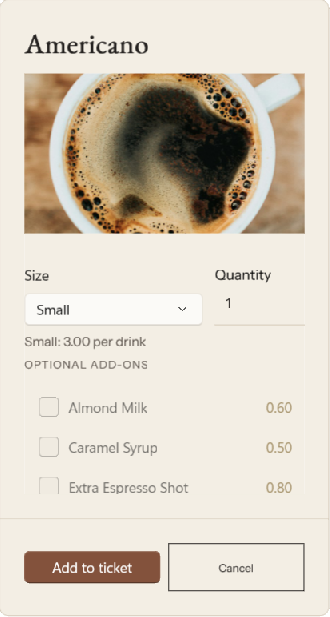 Americano
Size
Quantity
Small
1
Small: 3.00 per drink
OPTIONAL ADD-ONS
Almond Milk 0.60
Caramel Syrup 0.50
Extra Espresso Shot 0.80
Add to ticket
Cancel